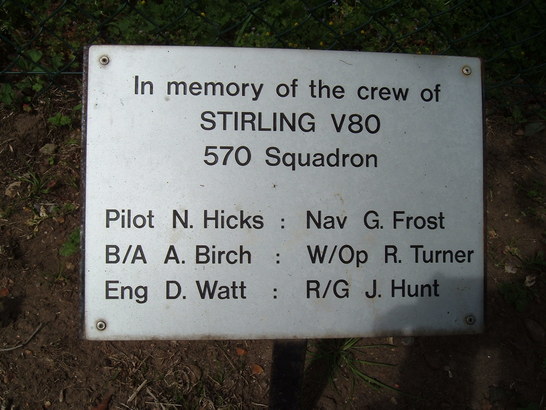 In memory of the crew of
STIRLING V80
570 Squadron
Pilot N. Hicks : Nav G. Frost
B/A A. Birch : W/Op R. Turner
Eng D. Watt : R/G J. Hunt